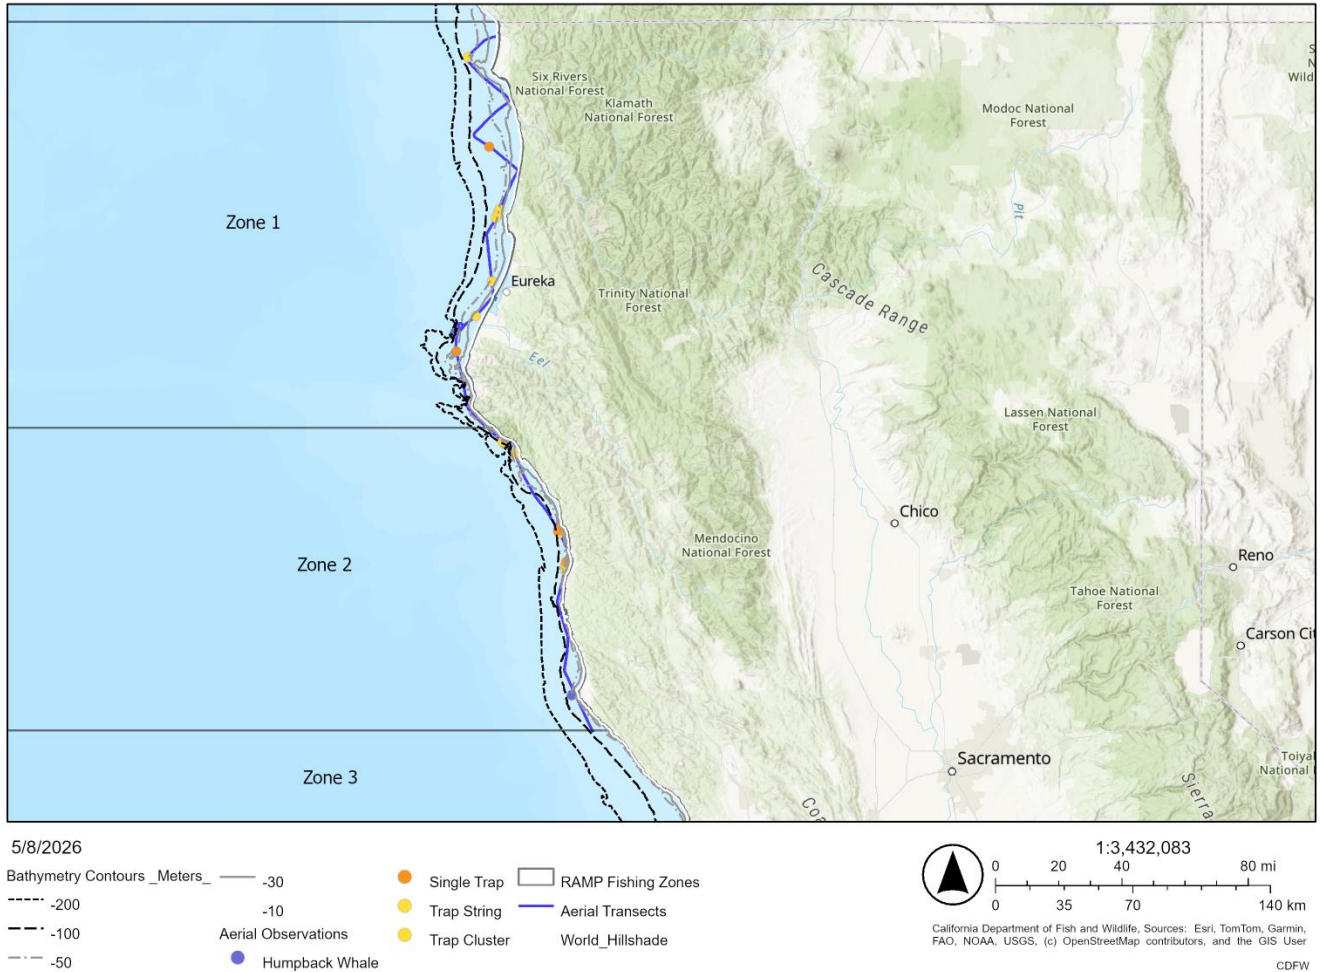 Six Rivers
National Forest
Klamath
National Forest
Modoc National
Forest
S
N
Wild
Zone 1
Pit
Eureka
Trinity National
Forest
Cascade Range
Eel
Lassen National
Forest
Chico
Mendocino
National Forest
Zone 2
Reno
Tahoe National
Forest
Carson Cit
Zone 3
Sacramento
Coa
Sierra
Toiya
National
5/8/2026
Bathymetry Contours _Meters_
-200
-100
-50
-30
-10
Aerial Observations
Humpback Whale
Single Trap
Trap String
Trap Cluster
RAMP Fishing Zones
Aerial Transects
World_Hillshade
1:3,432,083
0 20 40 80 mi
0 35 70 140 km
California Department of Fish and Wildlife, Sources: Esri, TomTom, Garmin,
FAO, NOAA, USGS, (c) OpenStreetMap contributors, and the GIS User
CDFW